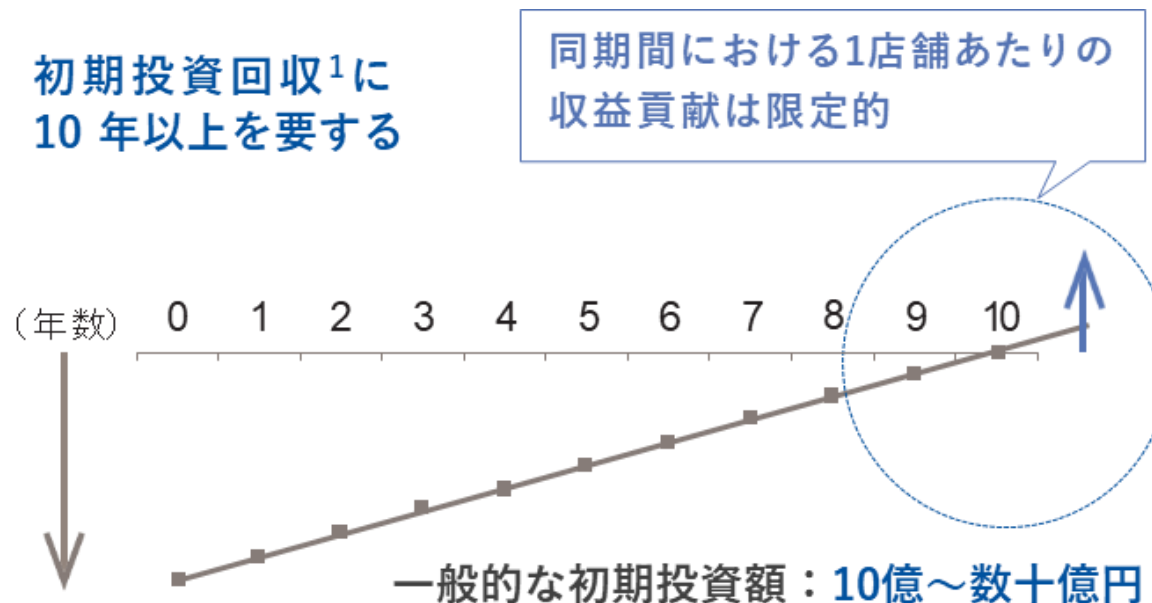 初期投資回収1に
10 年以上を要する
同期間における1店舗あたりの
収益貢献は限定的
（年数） 0 1 2 3 4 5 6 7 8 9 10
一般的な初期投資額：10億～数十億円